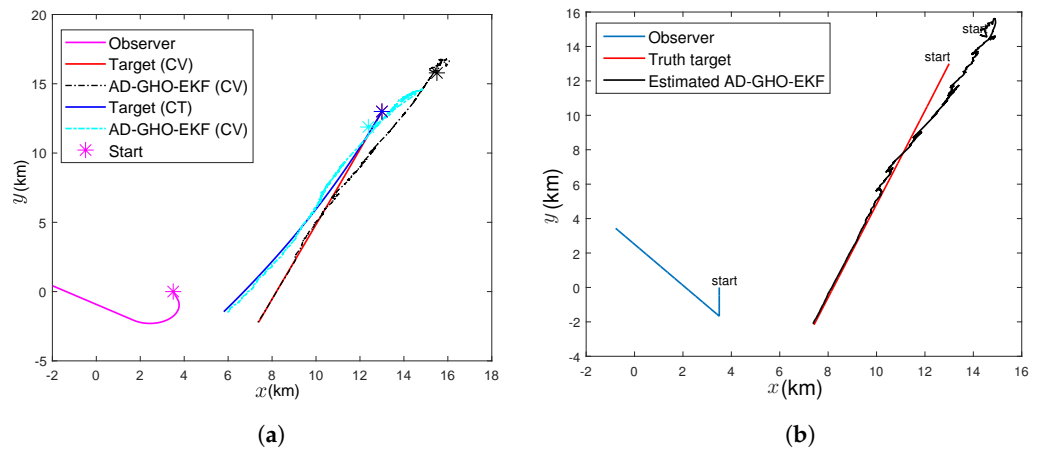 20
15
10
5
0
-5
y(km)
Observer
Target (CV)
AD-GHO-EKF (CV)
Target (CT)
AD-GHO-EKF (CV)
Start
-2 0 2 4 6 8 10 12 14 16 18
x(km)
(a)
16
14
12
10
8
6
4
2
0
-2
-4
y (km)
Observer
Truth target
Estimated AD-GHO-EKF
start
start
start
-2 0 2 4 6 8 10 12 14 16
x (km)
(b)